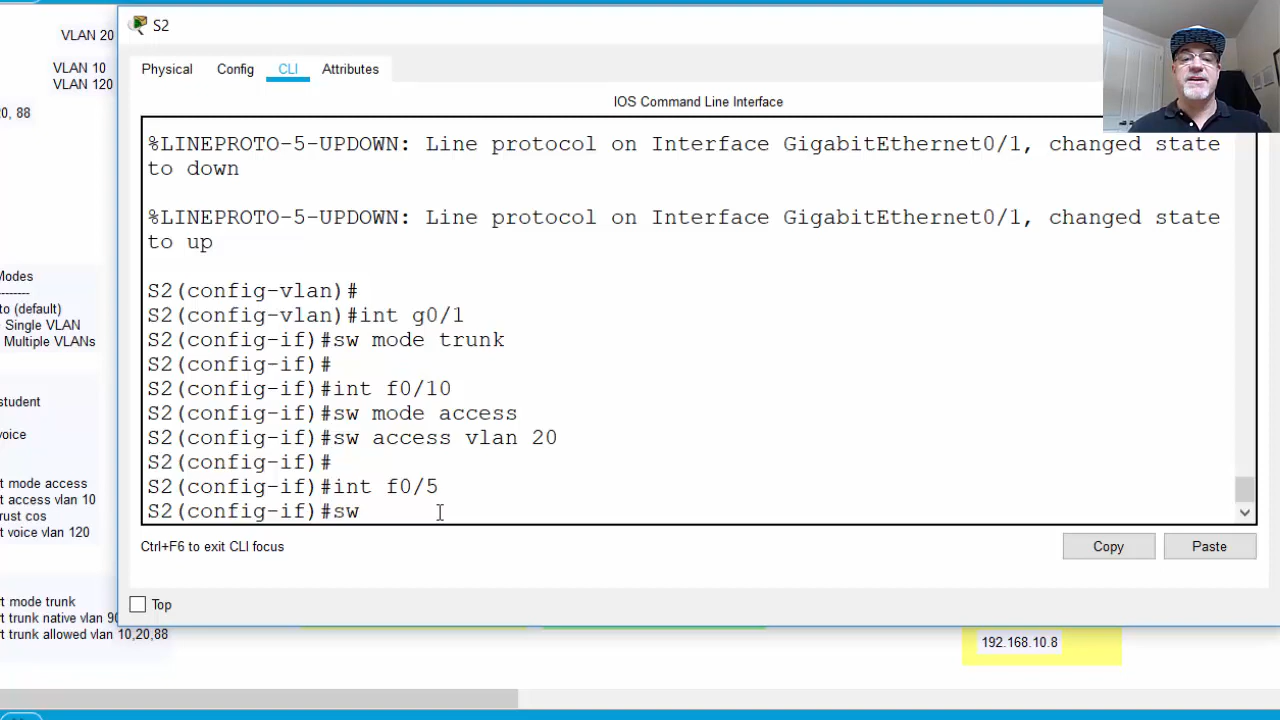 S2
VLAN 20
Physical
Config
CLI
Attributes
VLAN 10
VLAN 120
IOS Command Line Interface
0, 88
%LINEPROTO-5-UPDOWN: Line protocol on Interface GigabitEthernet0/1, changed state
to down
%LINEPROTO-5-UPDOWN: Line protocol on Interface GigabitEthernet0/1, changed state
to up
Modes
--------
to (default)
Single VLAN
Multiple VLANs
S2(config-vlan)#
S2(config-vlan)#int g0/1
S2(config-if)#sw mode trunk
S2(config-if)#
S2(config-if)#int f0/10
S2(config-if)#sw mode access
S2(config-if)#sw access vlan 20
S2(config-if)#
S2(config-if)#int f0/5
S2(config-if)#sw
student
voice
t mode access
t access vlan 10
rust cos
t voice vlan 120
Ctrl+F6 to exit CLI focus
Copy
Paste
Top
t mode trunk
t trunk native vlan 9
t trunk allowed vlan 10,20,88
192.168.10.8